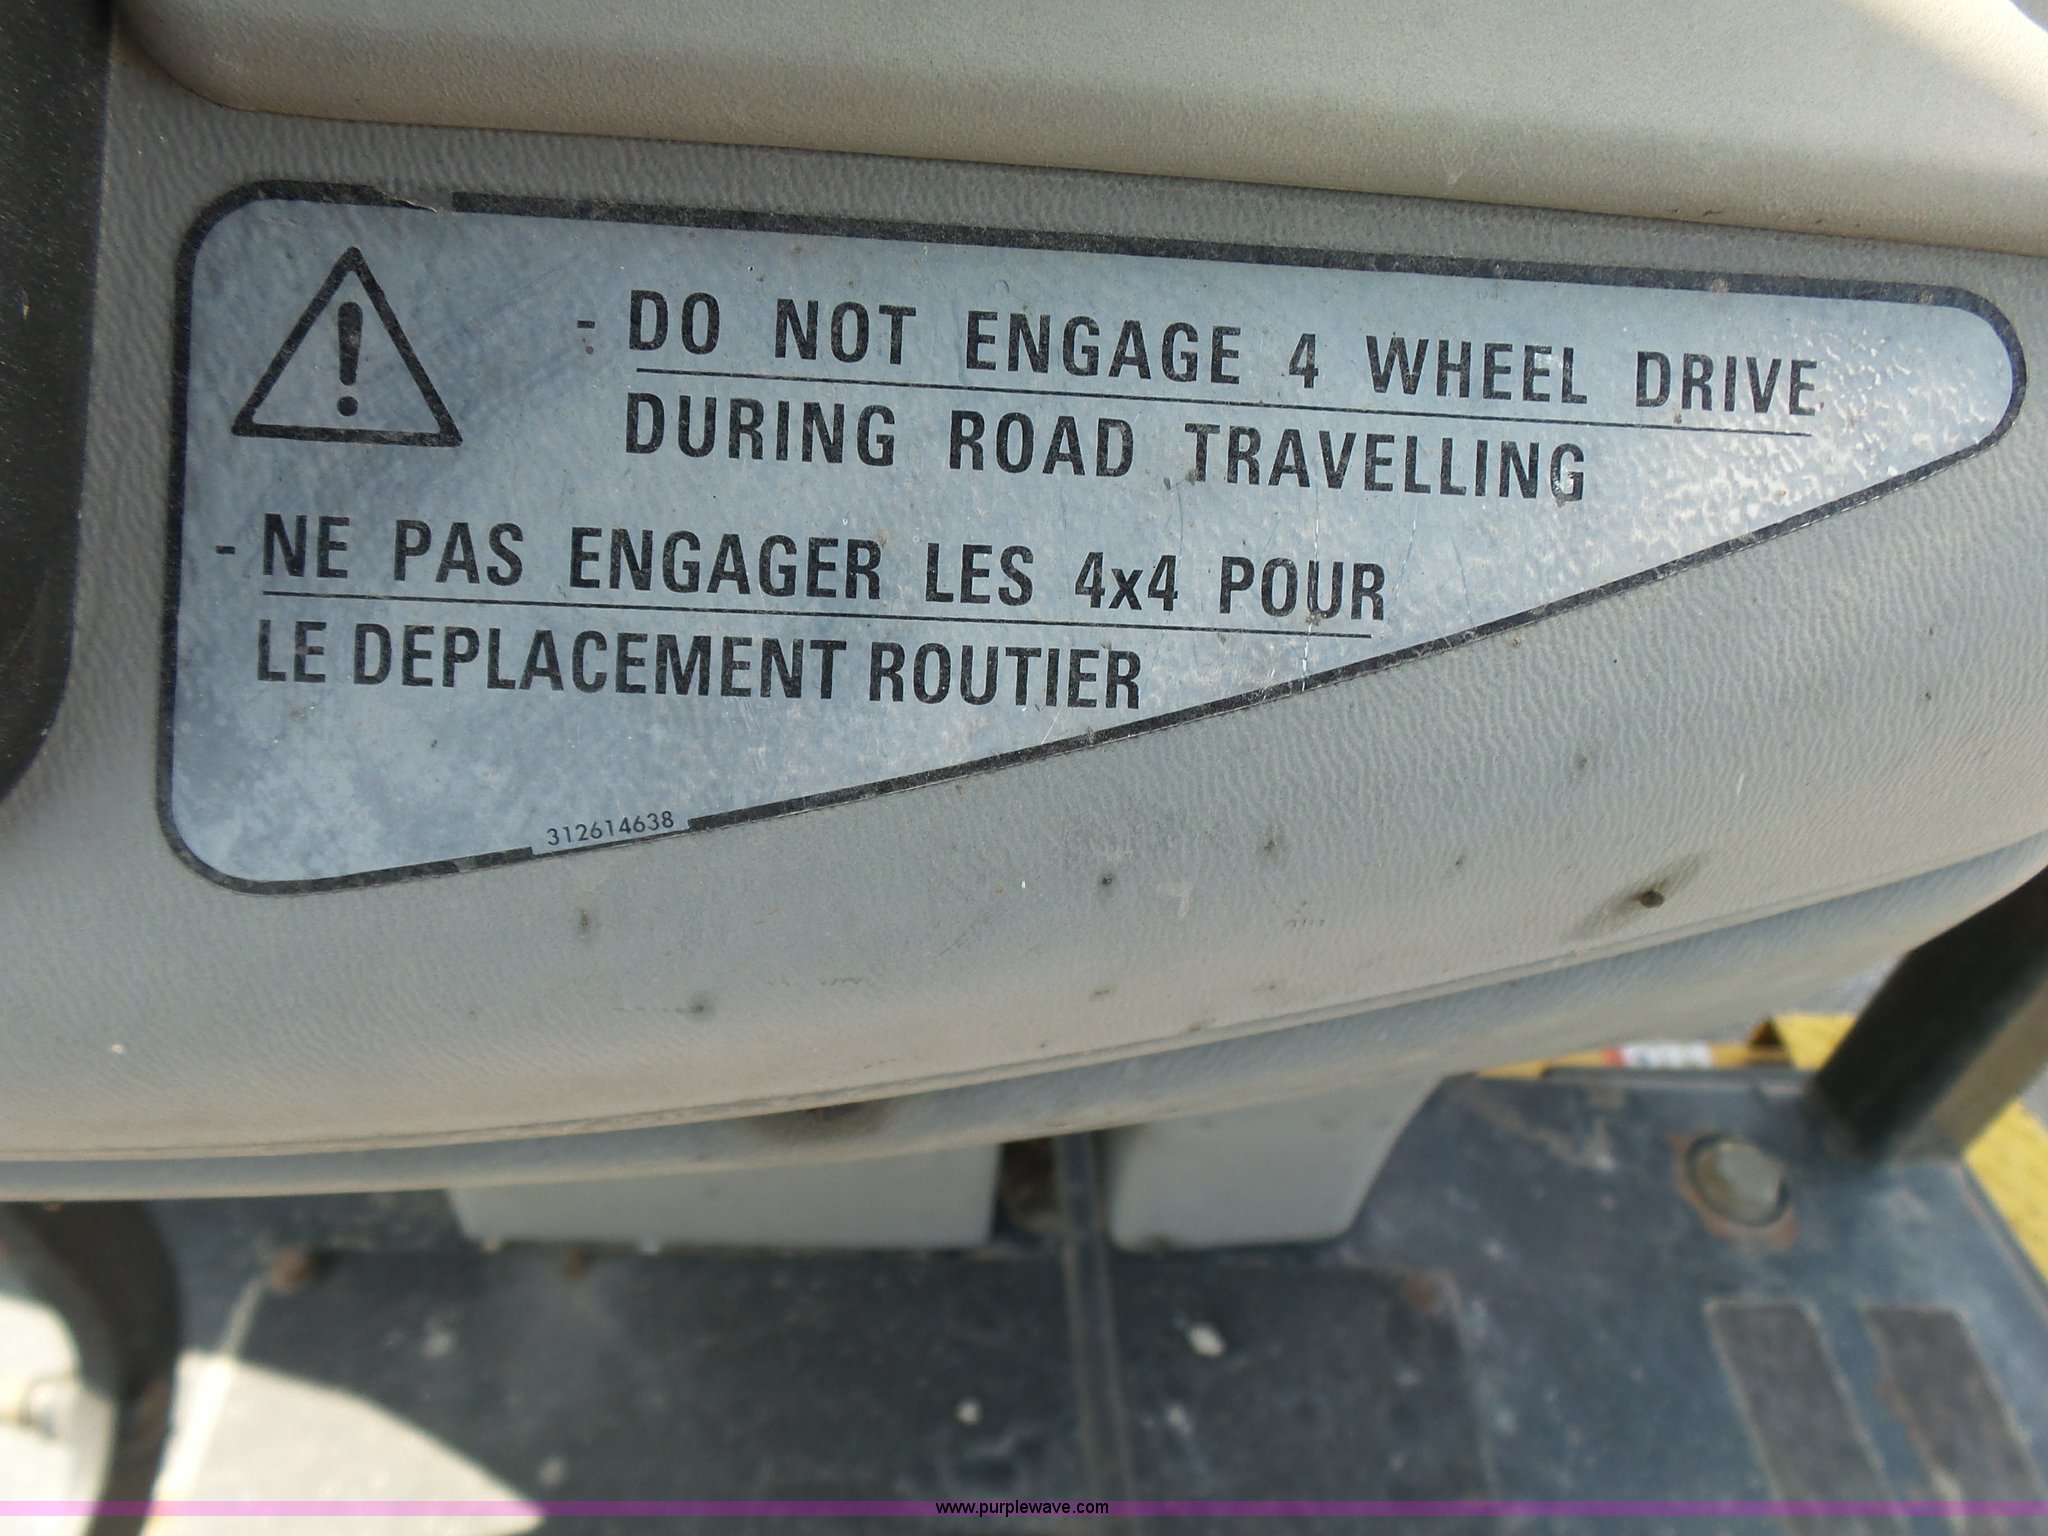 - DO NOT ENGAGE 4 WHEEL DRIVE
DURING ROAD TRAVELLING
- NE PAS ENGAGER LES 4x4 POUR
LE DEPLACEMENT ROUTIER
312614638
www.purplewave.com